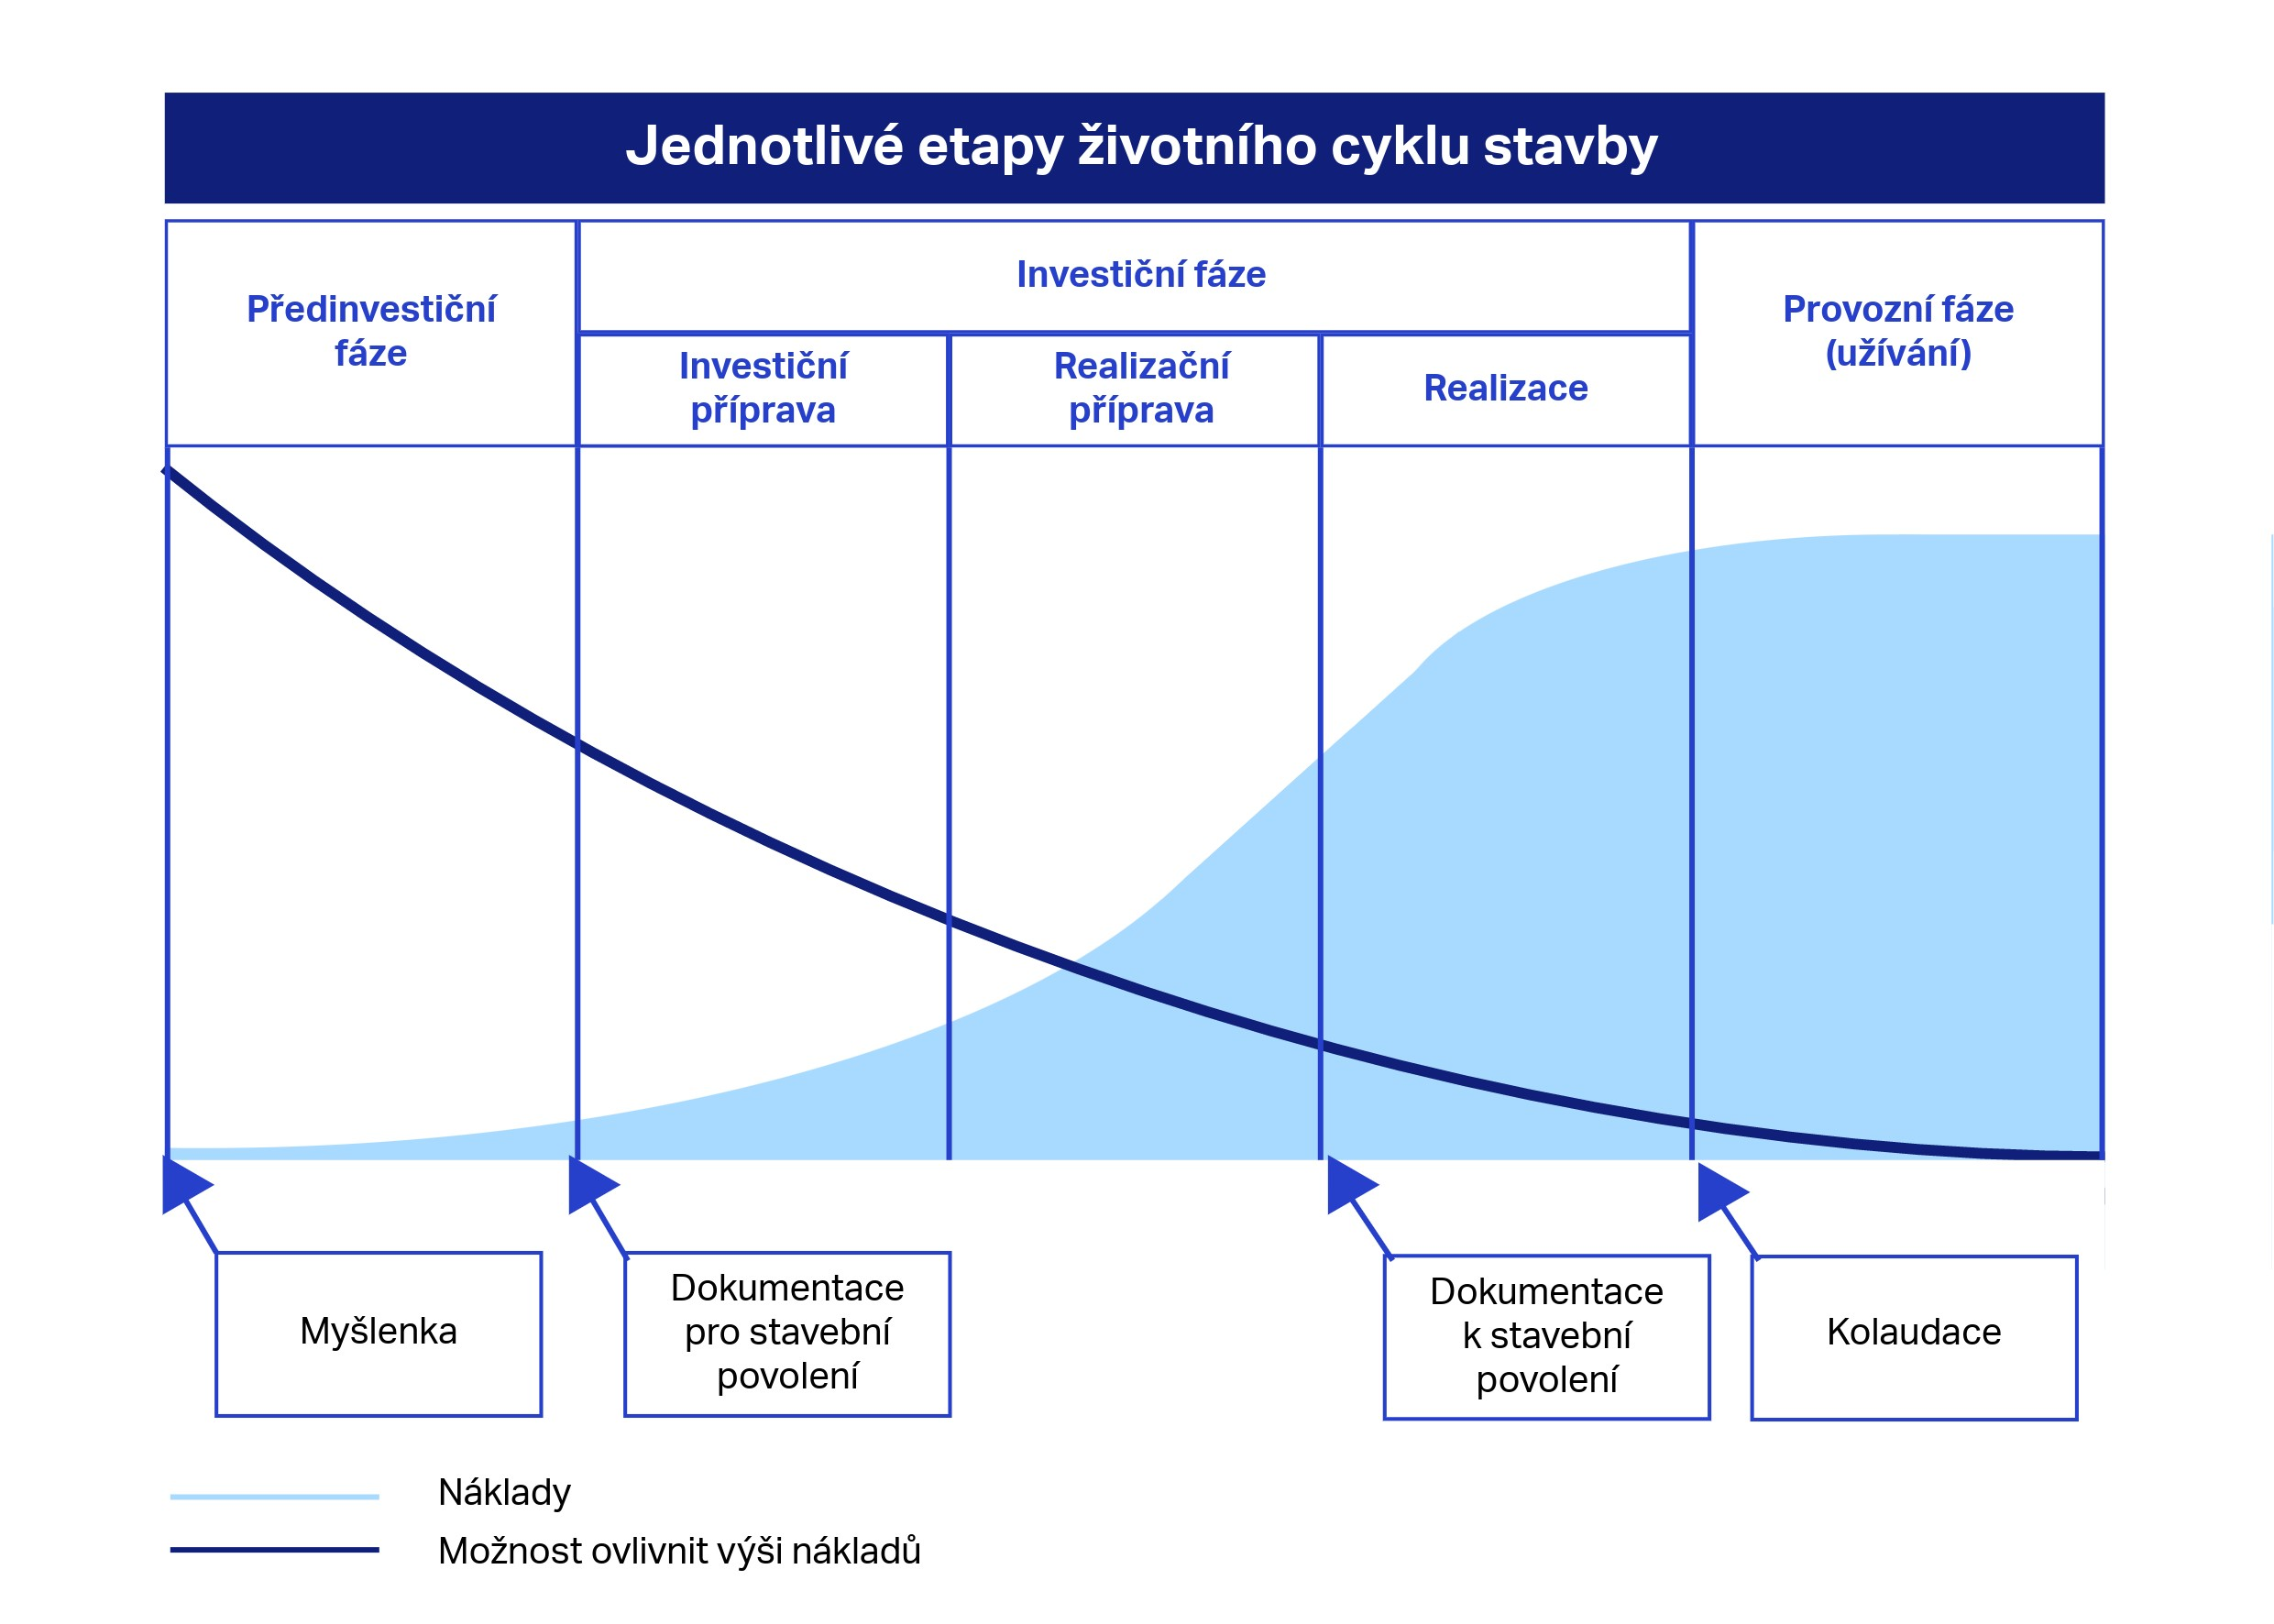 Jednotlivé etapy životního cyklu stavby
Předinvestiční
fáze
Investiční fáze
Provozní fáze
(užívání)
Investiční
příprava
Realizační
příprava
Realizace
Myšlenka
Dokumentace
pro stavební
povolení
Dokumentace
k stavební
povolení
Kolaudace
Náklady
Možnost ovlivnit výši nákladů